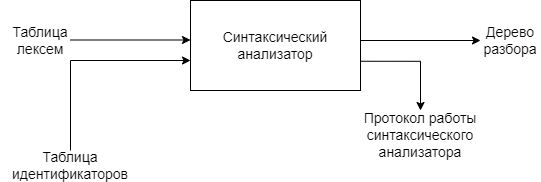 Таблица
лексем
Синтаксический
анализатор
Дерево
разбора
Протокол работы
синтаксического
анализатора
Таблица
идентификаторов